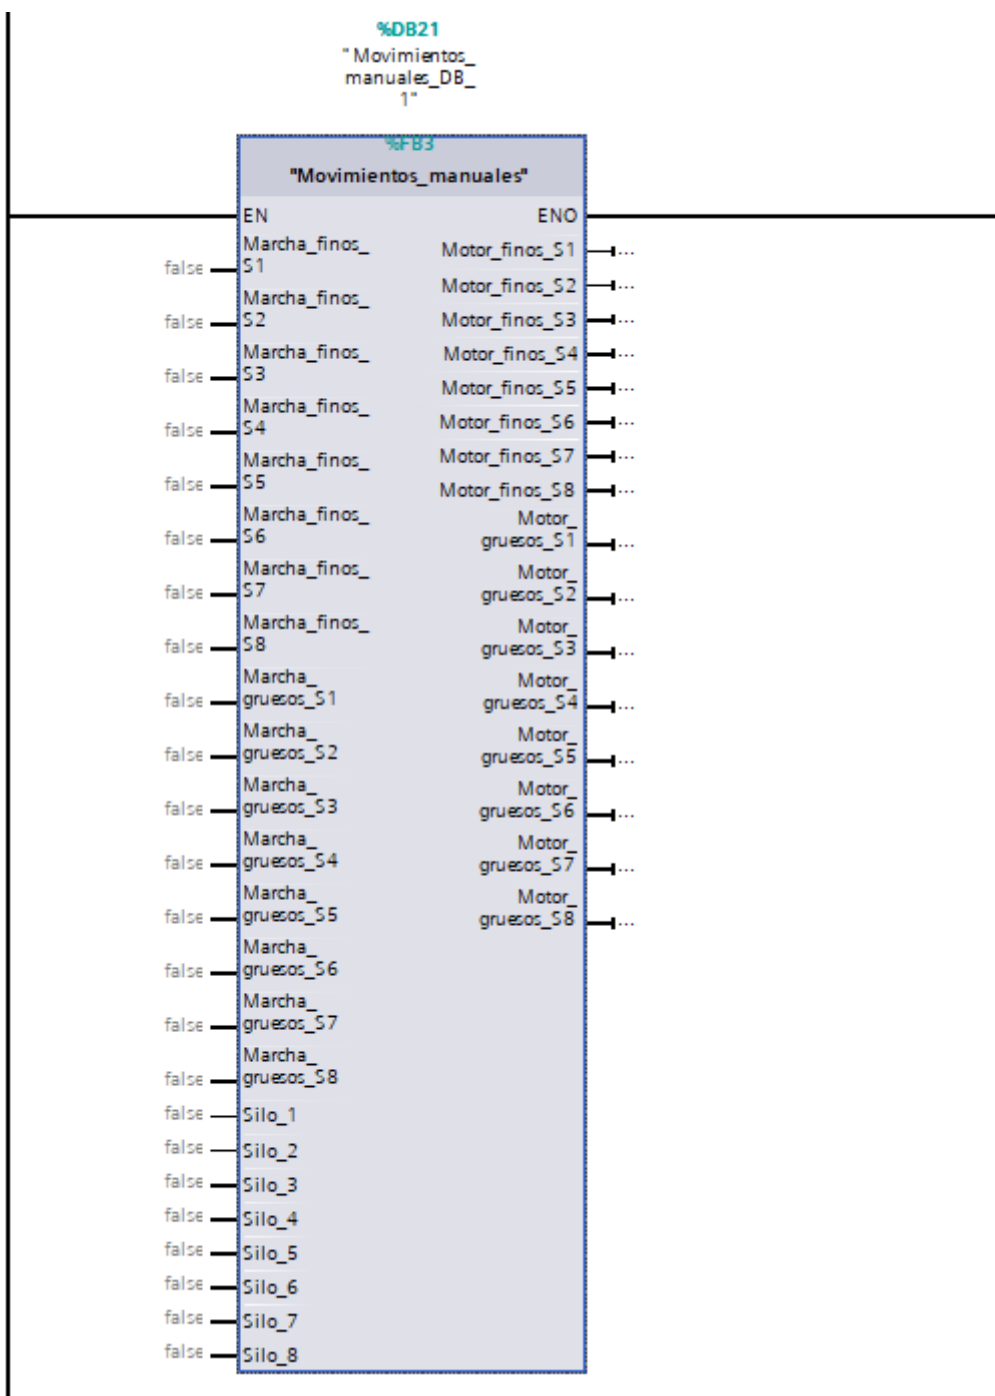 %DB21
"Movimientos_
manuales_DB_
1"
%FB3
"Movimientos_manuales"
EN
ENO
Marcha_finos_
false
S1
Marcha_finos_
false
S2
Marcha_finos_
false
S3
Marcha_finos_
false
S4
Marcha_finos_
false
S5
Marcha_finos_
false
S6
Marcha_finos_
false
S7
Marcha_finos_
false
S8
Marcha_
false
gruesos_S1
Marcha_
false
gruesos_S2
Marcha_
false
gruesos_S3
Marcha_
false
gruesos_S4
Marcha_
false
gruesos_S5
Marcha_
false
gruesos_S6
Marcha_
false
gruesos_S7
Marcha_
false
gruesos_S8
false
Silo_1
false
Silo_2
false
Silo_3
false
Silo_4
false
Silo_5
false
Silo_6
false
Silo_7
false
Silo_8
Motor_finos_S1
...
Motor_finos_S2
...
Motor_finos_S3
...
Motor_finos_S4
...
Motor_finos_S5
...
Motor_finos_S6
...
Motor_finos_S7
...
Motor_finos_S8
...
Motor_
gruesos_S1
...
Motor_
gruesos_S2
...
Motor_
gruesos_S3
...
Motor_
gruesos_S4
...
Motor_
gruesos_S5
...
Motor_
gruesos_S6
...
Motor_
gruesos_S7
...
Motor_
gruesos_S8
...